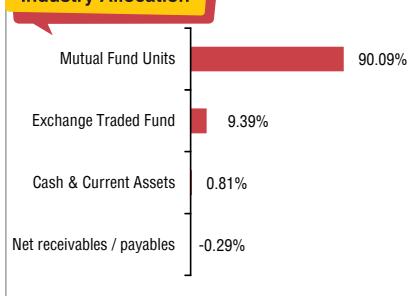 Industry Allocation
Mutual Fund Units 90.09%
Exchange Traded Fund 9.39%
Cash & Current Assets 0.81%
Net receivables / payables -0.29%